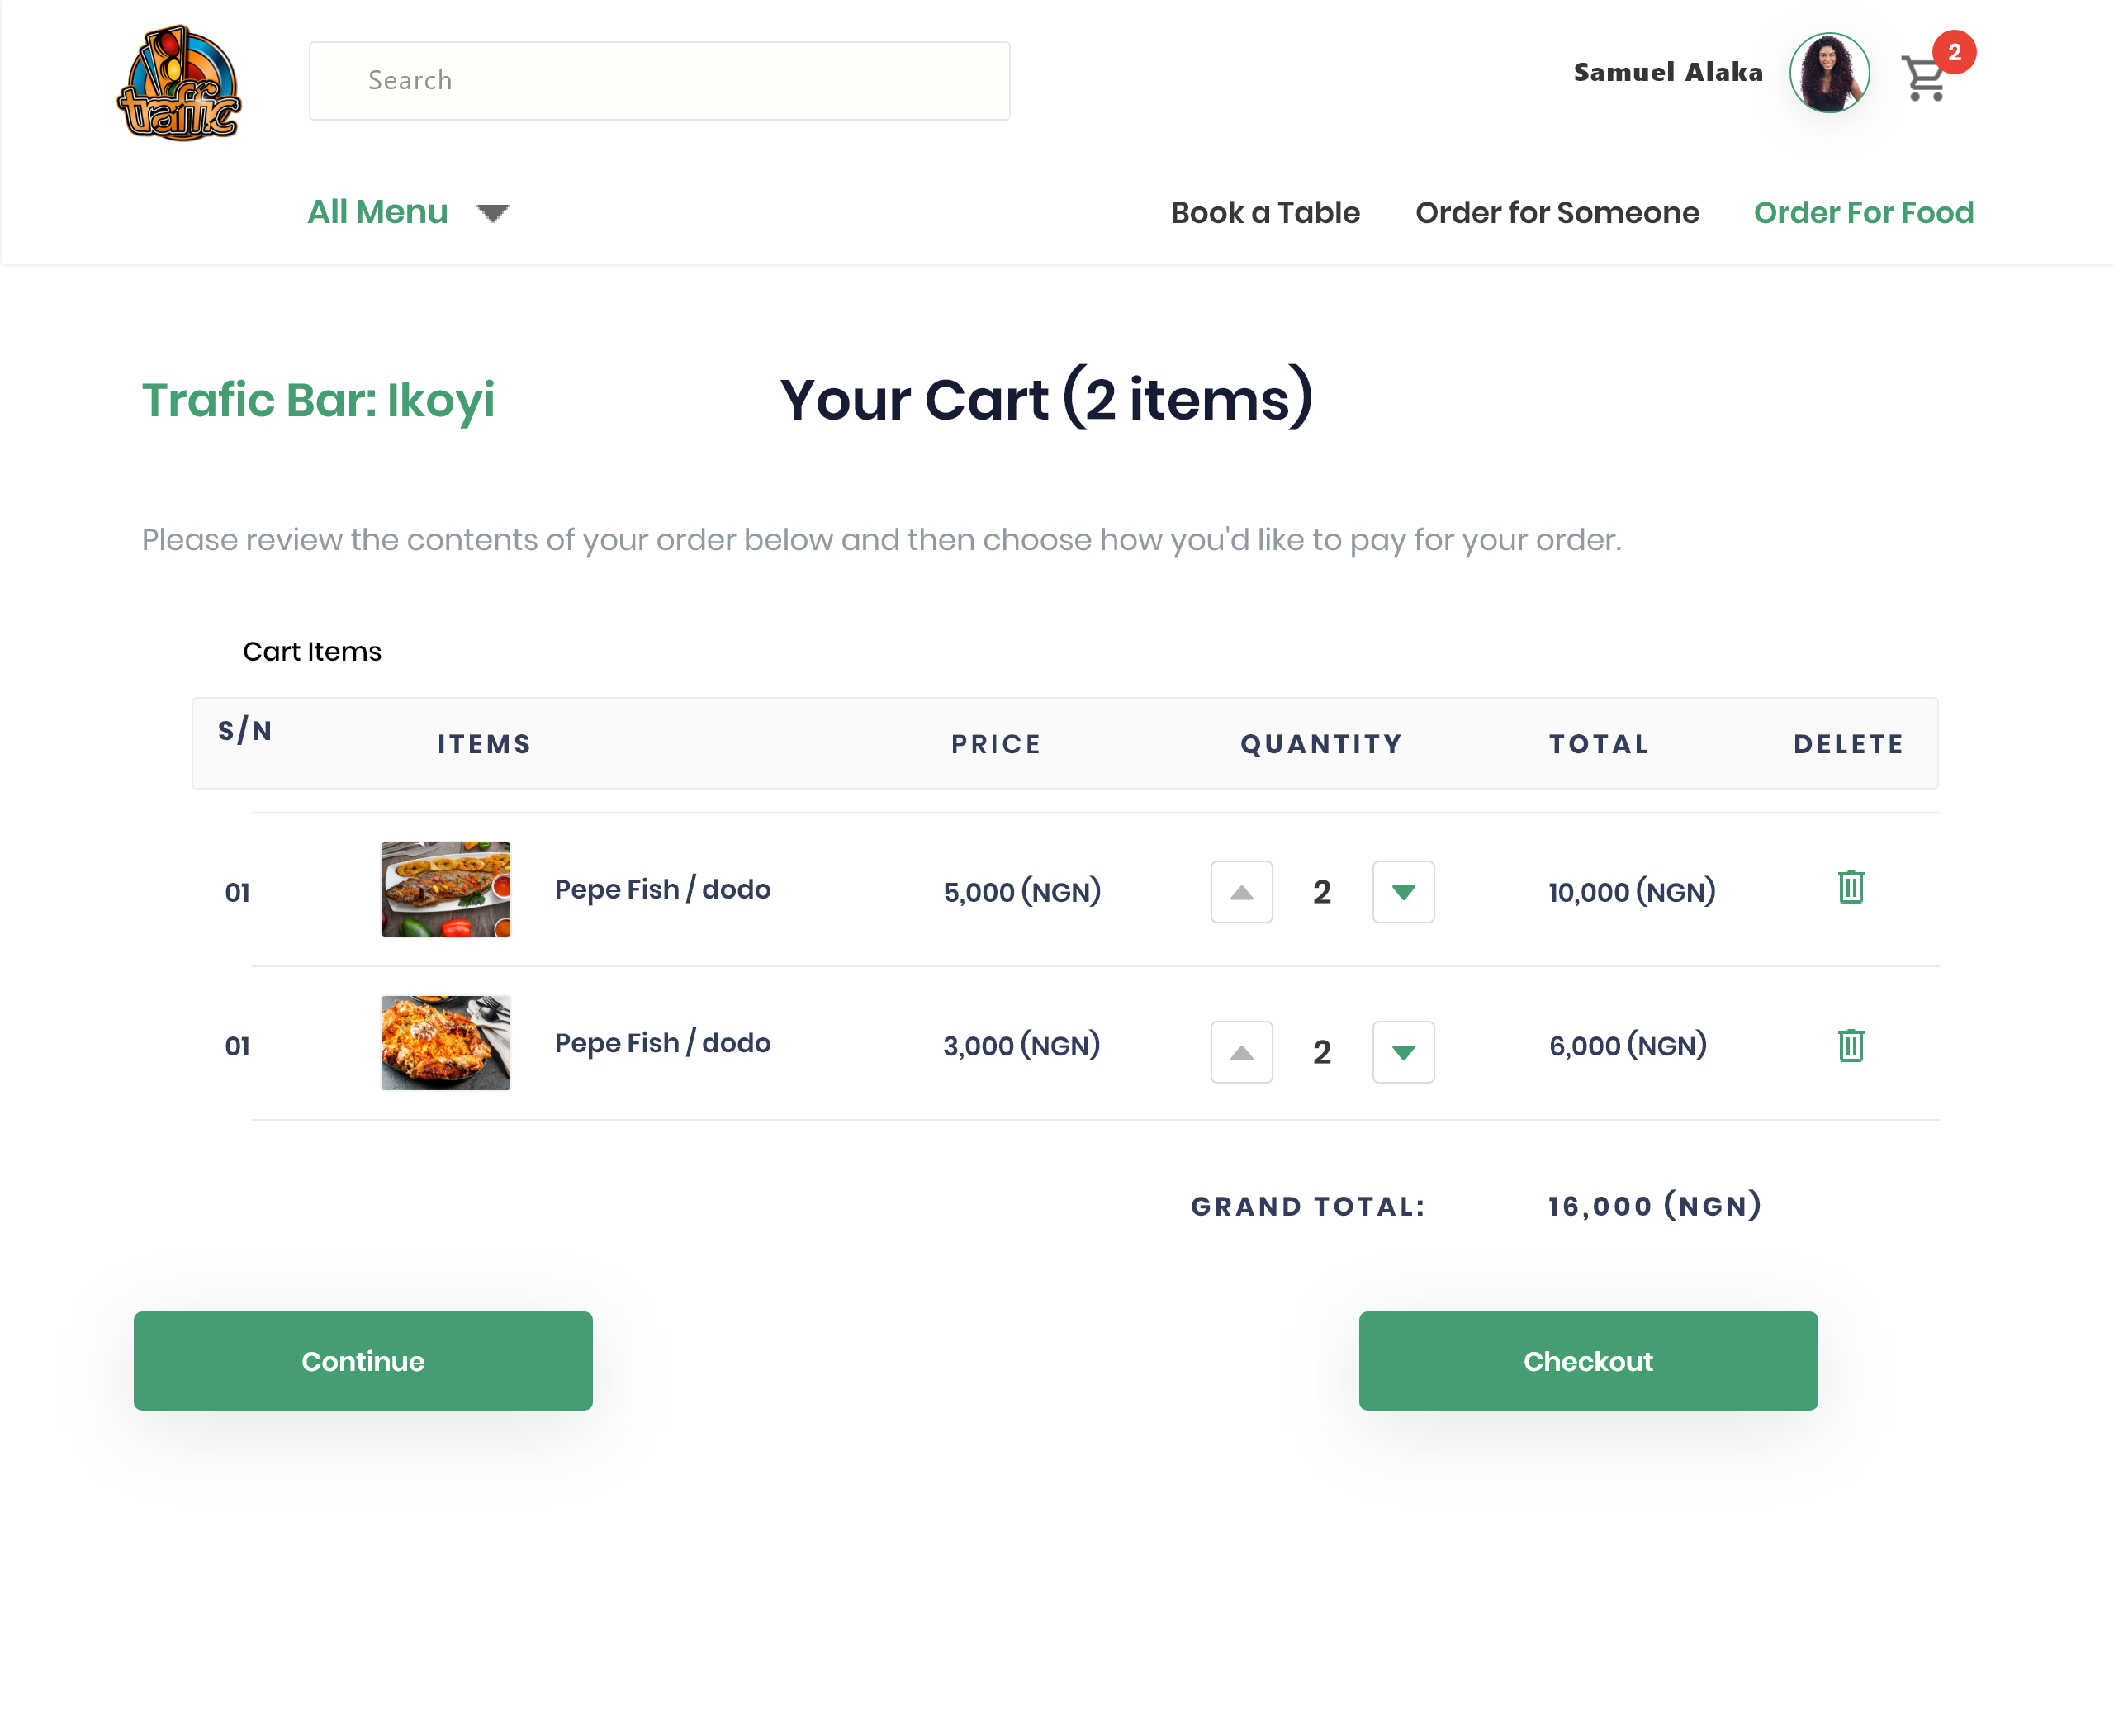 traffic
Search
Samuel Alaka
2
All Menu
Book a Table
Order for Someone
Order For Food
Trafic Bar: Ikoyi
Your Cart (2 items)
Please review the contents of your order below and then choose how you'd like to pay for your order.
Cart Items
S/N ITEMS PRICE QUANTITY TOTAL DELETE
01 Pepe Fish / dodo 5,000 (NGN) 2 10,000 (NGN)
01 Pepe Fish / dodo 3,000 (NGN) 2 6,000 (NGN)
GRAND TOTAL: 16,000 (NGN)
Continue
Checkout